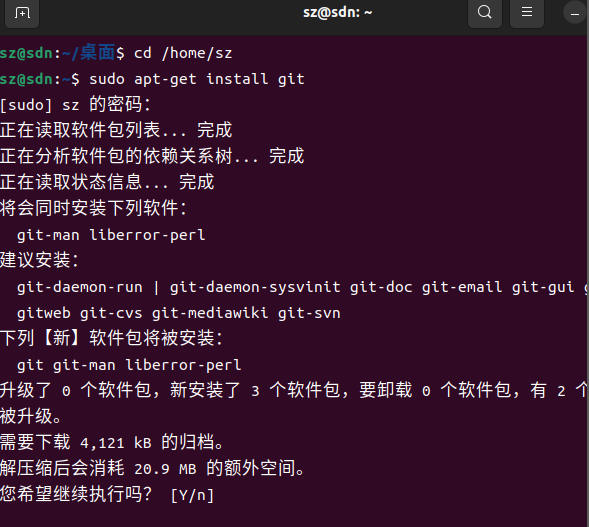 sz@sdn: ~
sz@sdn:~/桌面$ cd /home/sz
sz@sdn:~$ sudo apt-get install git
[sudo] sz 的密码：
正在读取软件包列表... 完成
正在分析软件包的依赖关系树... 完成
正在读取状态信息... 完成
将会同时安装下列软件：
git-man liberror-perl
建议安装：
git-daemon-run | git-daemon-sysvinit git-doc git-email git-gui
gitweb git-cvs git-mediawiki git-svn
下列【新】软件包将被安装：
git git-man liberror-perl
升级了 0 个软件包，新安装了 3 个软件包，要卸载 0 个软件包，有 2 个
被升级。
需要下载 4,121 kB 的归档。
解压缩后会消耗 20.9 MB 的额外空间。
您希望继续执行吗？ [Y/n]